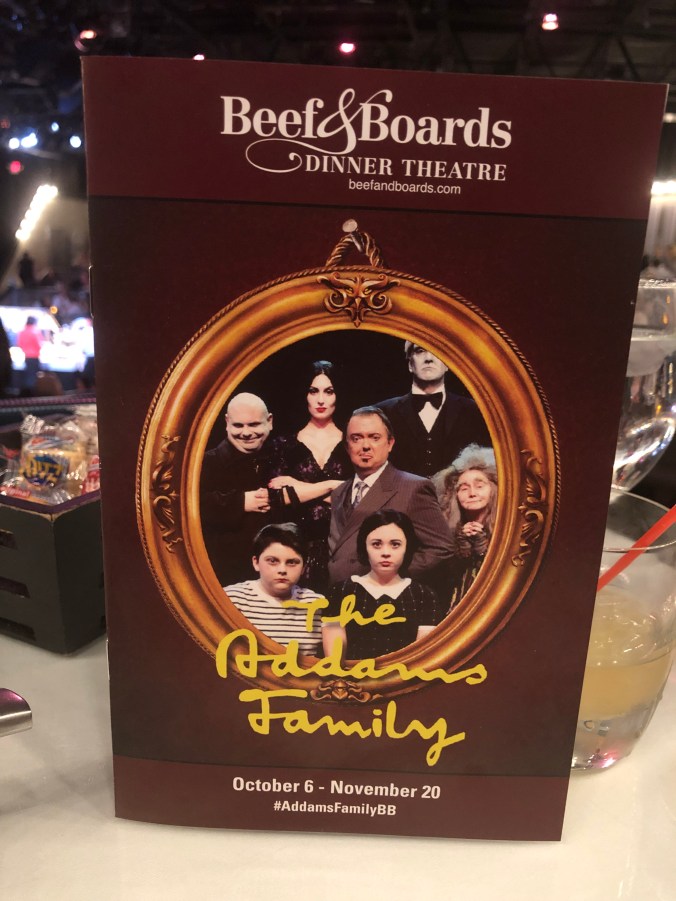 Beef & Boards
DINNER THEATRE
beefandboards.com
The
Addams
Family
October 6 - November 20
#AddamsFamilyBB